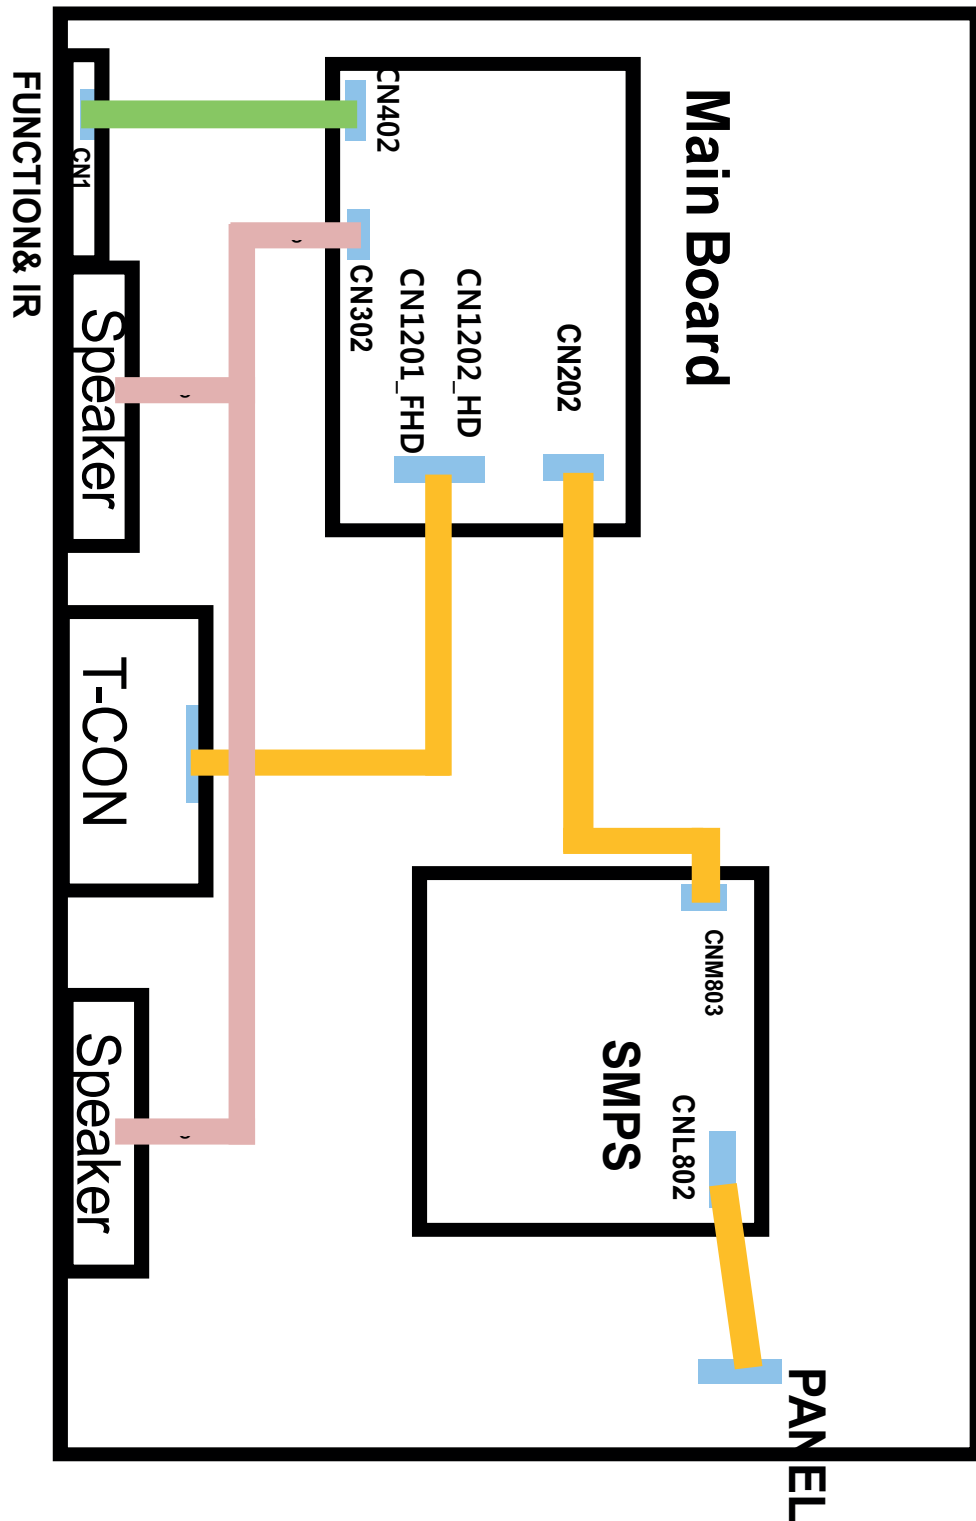 PANEL
Main Board
CNM803
CNL802
SMPS
CN202
CN1202_HD
CN1201_FHD
CN402
CN302
CN1
Speaker
T-CON
Speaker
FUNCTION& IR